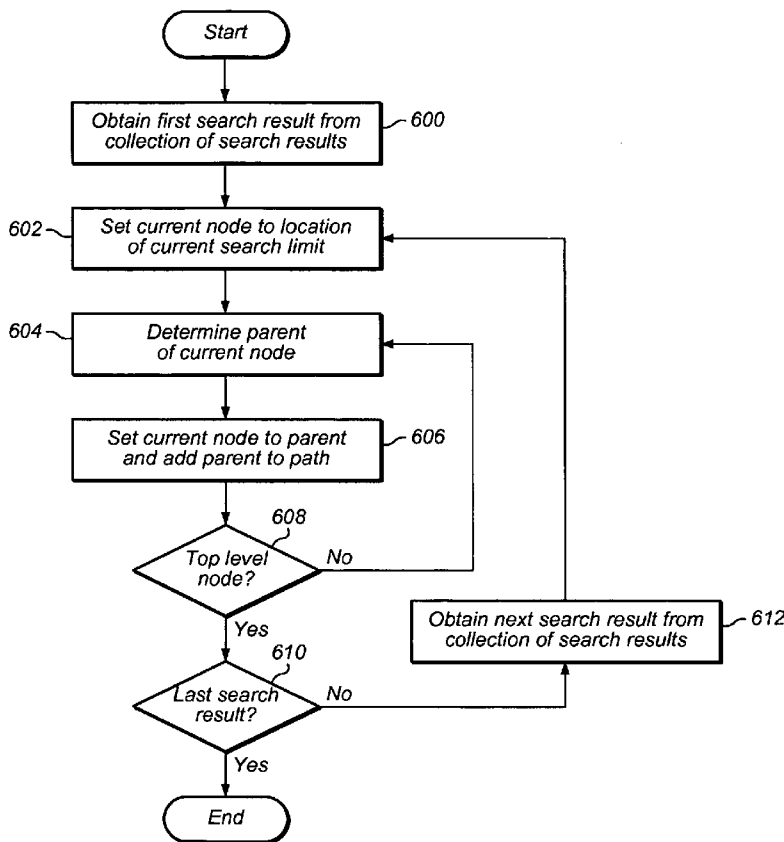 Start
Obtain first search result from
collection of search results
600
602
Set current node to location
of current search limit
604
Determine parent
of current node
Set current node to parent
and add parent to path
606
608
Top level
node?
No
Yes
Obtain next search result from
collection of search results
612
610
Last search
result?
No
Yes
End